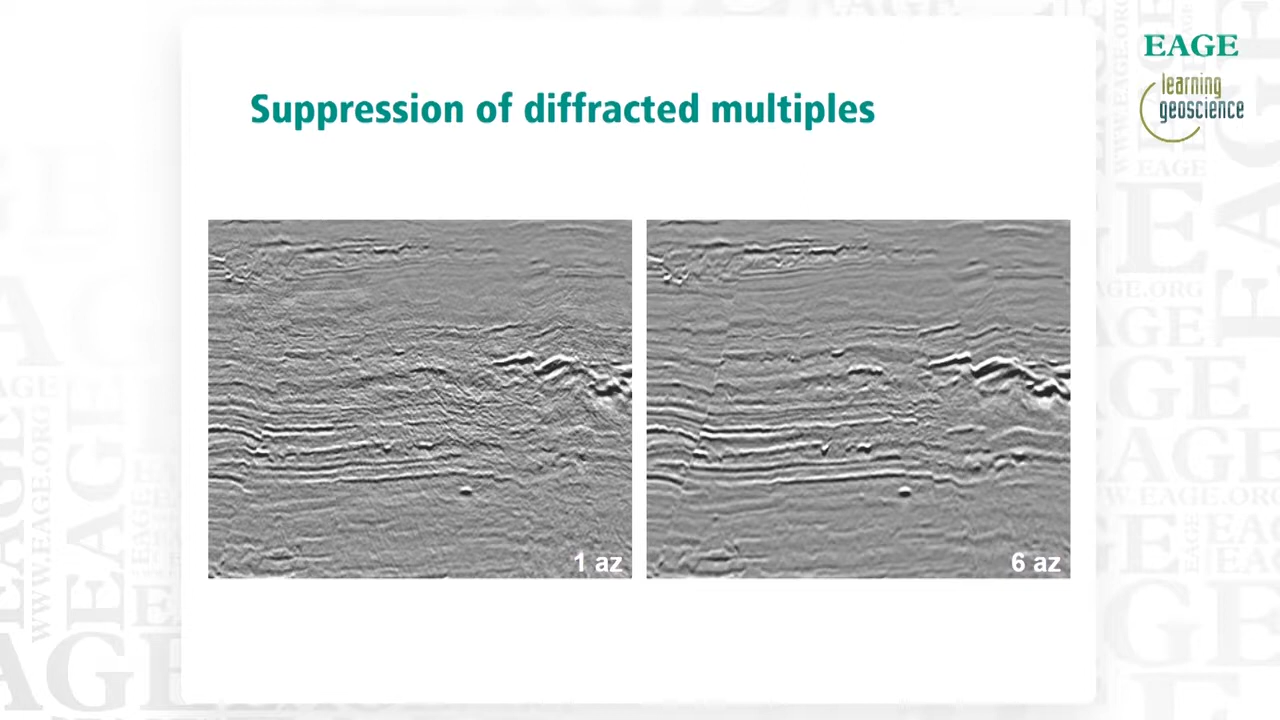 EAGE
learning
geoscience
Suppression of diffracted multiples
1 az
6 az